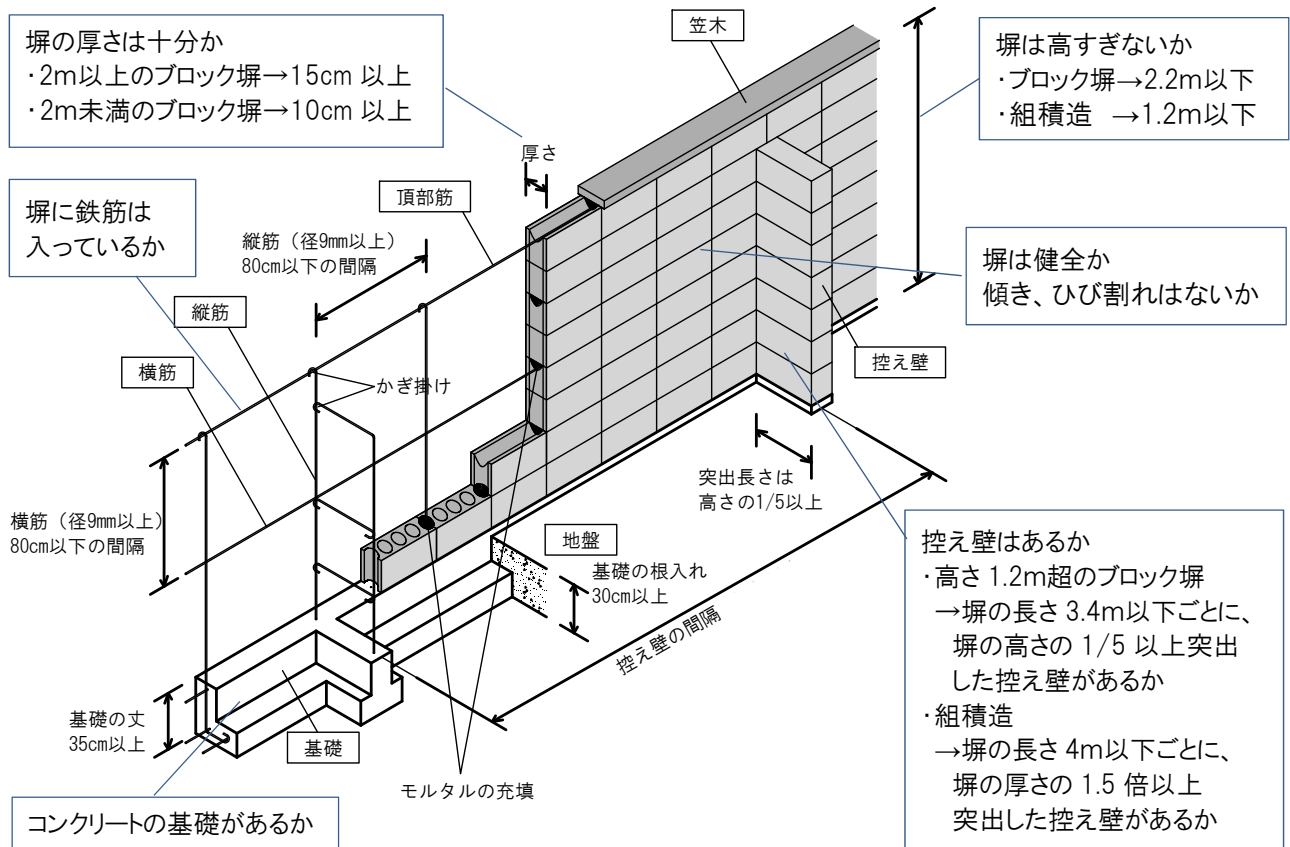 塀の厚さは十分か
・2m以上のブロック塀→15cm 以上
・2m未満のブロック塀→10cm 以上
笠木
塀は高すぎないか
・ブロック塀→2.2m以下
・組積造 →1.2m以下
厚さ
塀に鉄筋は
入っているか
頂部筋
縦筋（径9mm以上）
80cm以下の間隔
縦筋
横筋
かぎ掛け
塀は健全か
傾き、ひび割れはないか
控え壁
横筋（径9mm以上）
80cm以下の間隔
突出長さは
高さの1/5以上
地盤
基礎の根入れ
30cm以上
控え壁の間隔
控え壁はあるか
・高さ 1.2m超のブロック塀
→塀の長さ 3.4m以下ごとに、
塀の高さの 1/5 以上突出
した控え壁があるか
・組積造
→塀の長さ 4m以下ごとに、
塀の厚さの 1.5 倍以上
突出した控え壁があるか
基礎の丈
35cm以上
基礎
モルタルの充填
コンクリートの基礎があるか